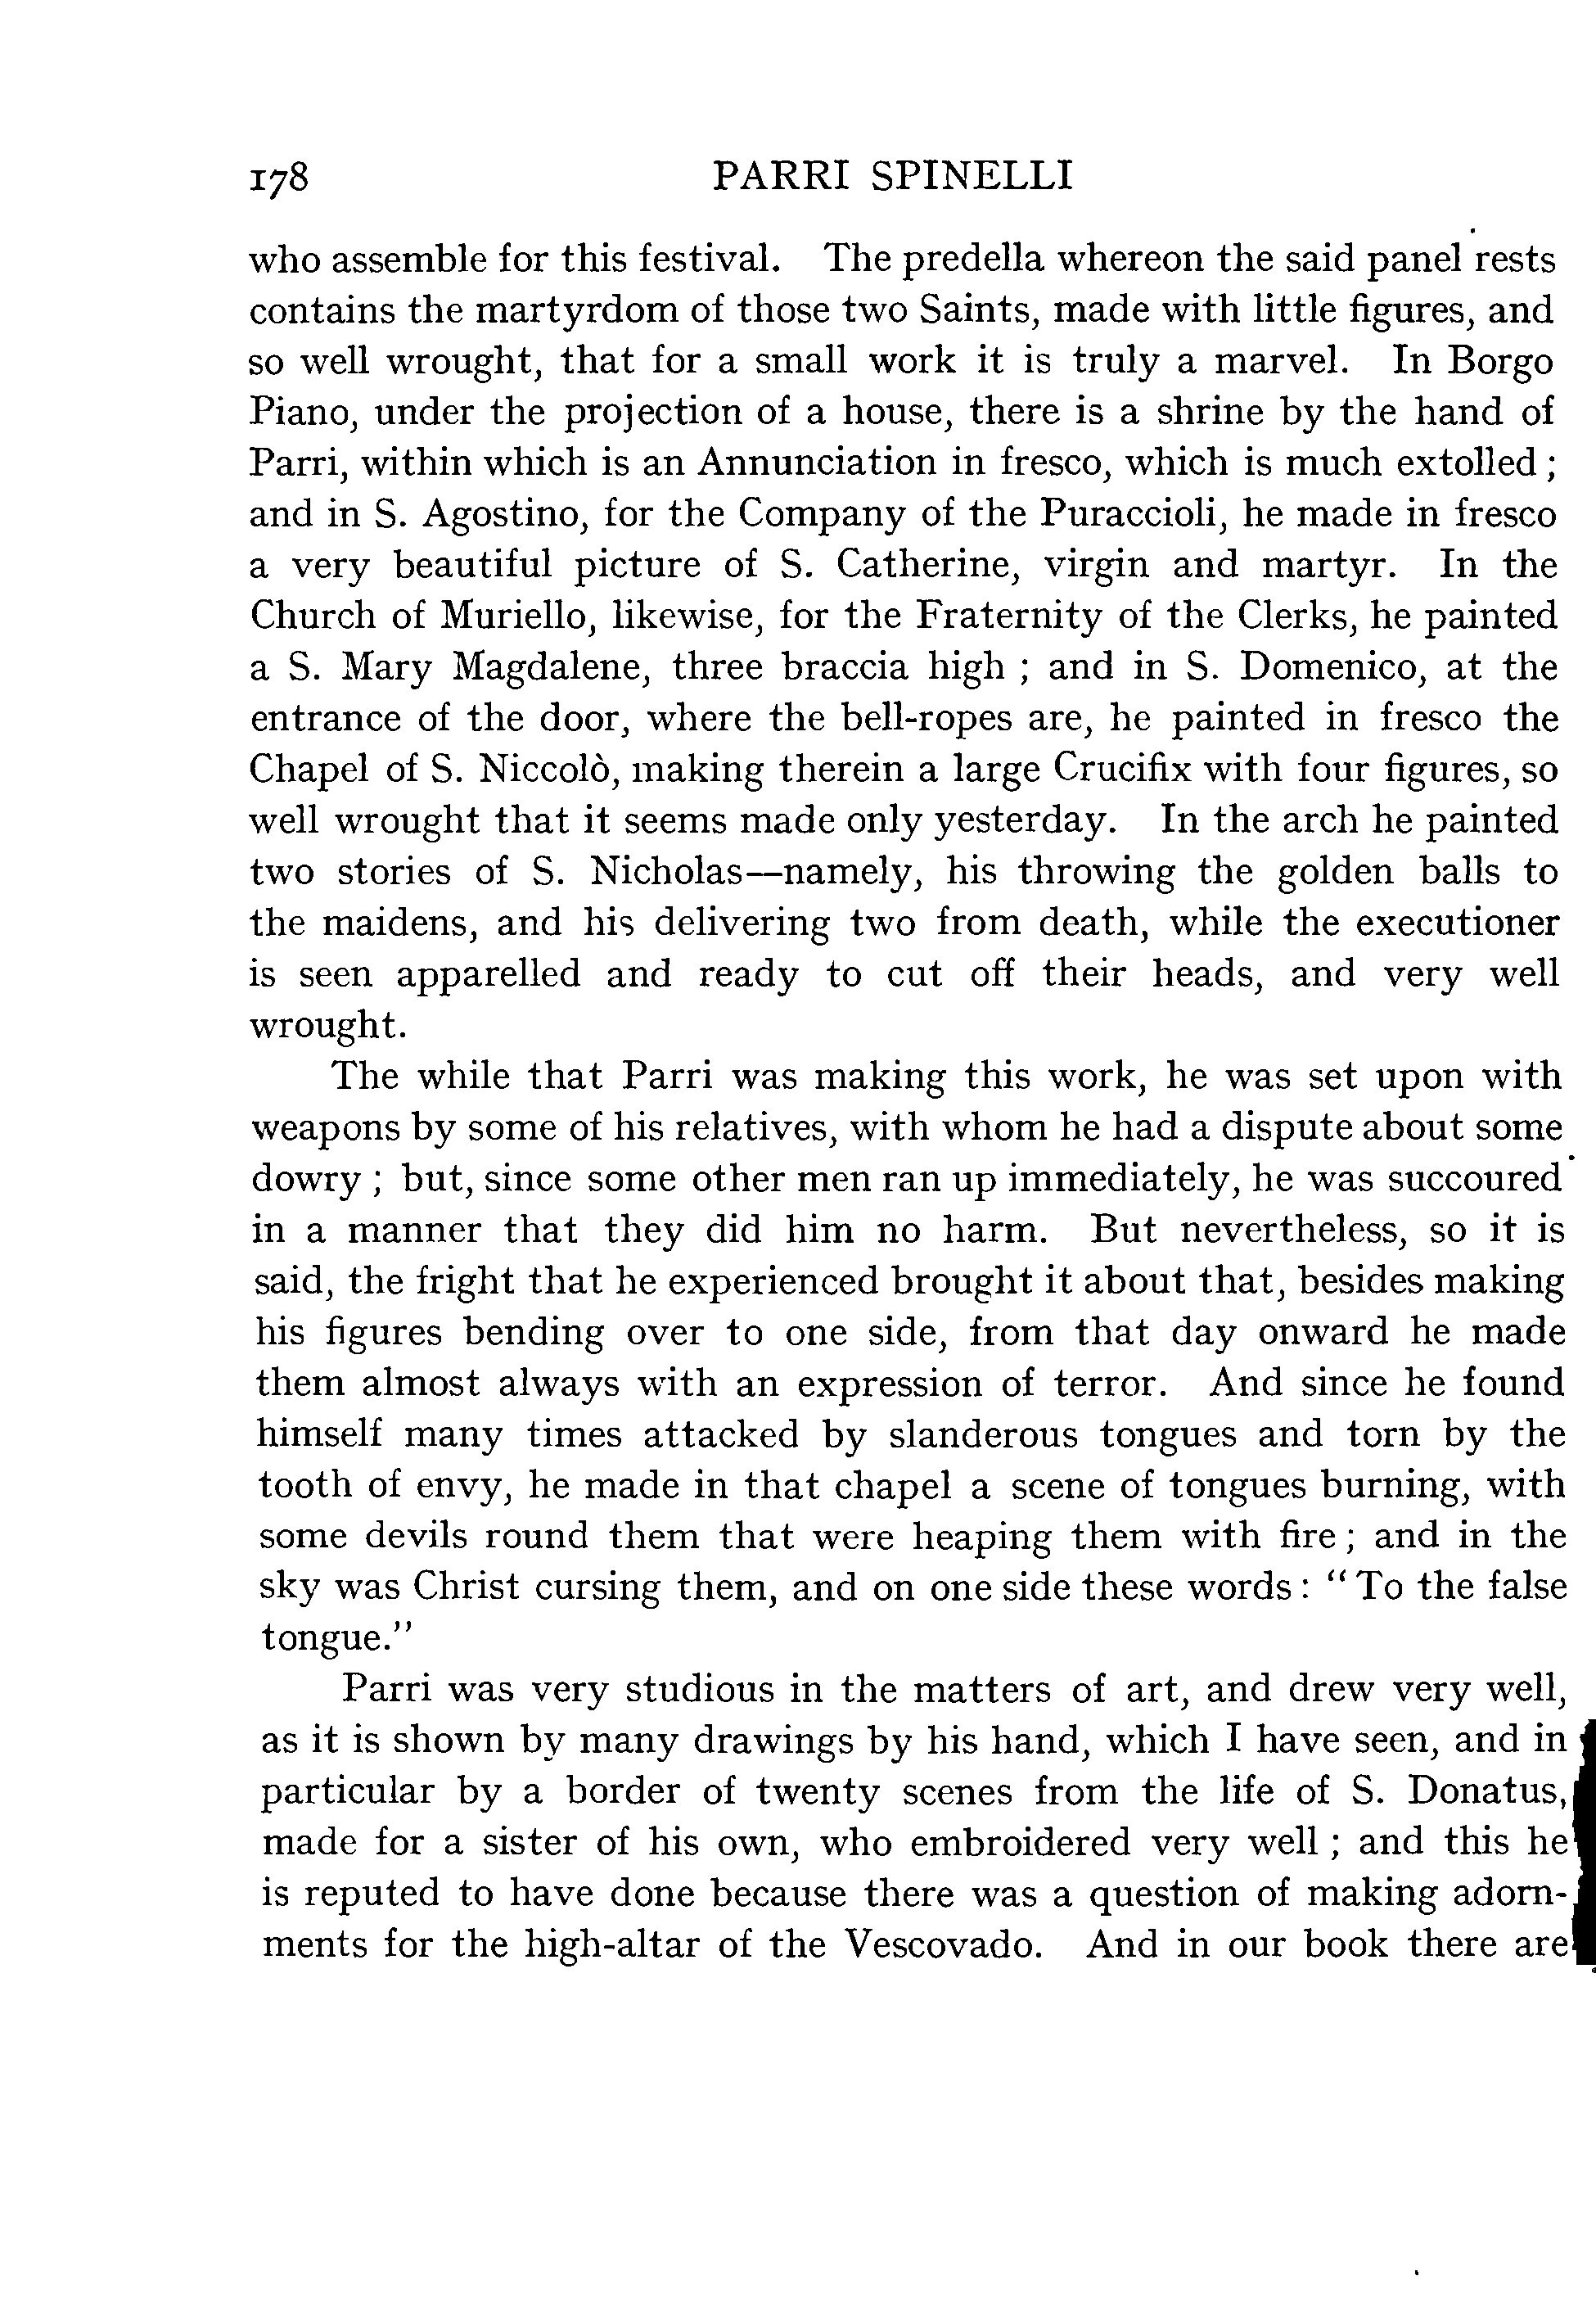 178 PARRI SPINELLI
who assemble for this festival. The predella whereon the said panel rests
contains the martyrdom of those two Saints, made with little figures, and
so well wrought, that for a small work it is truly a marvel. In Borgo
Piano, under the projection of a house, there is a shrine by the hand of
Parri, within which is an Annunciation in fresco, which is much extolled ;
and in S. Agostino, for the Company of the Puraccioli, he made in fresco
a very beautiful picture of S. Catherine, virgin and martyr. In the
Church of Muriello, likewise, for the Fraternity of the Clerks, he painted
a S. Mary Magdalene, three braccia high ; and in S. Domenico, at the
entrance of the door, where the bell-ropes are, he painted in fresco the
Chapel of S. Niccolò, making therein a large Crucifix with four figures, so
well wrought that it seems made only yesterday. In the arch he painted
two stories of S. Nicholas—namely, his throwing the golden balls to
the maidens, and his delivering two from death, while the executioner
is seen apparelled and ready to cut off their heads, and very well
wrought.
The while that Parri was making this work, he was set upon with
weapons by some of his relatives, with whom he had a dispute about some
dowry ; but, since some other men ran up immediately, he was succoured
in a manner that they did him no harm. But nevertheless, so it is
said, the fright that he experienced brought it about that, besides making
his figures bending over to one side, from that day onward he made
them almost always with an expression of terror. And since he found
himself many times attacked by slanderous tongues and torn by the
tooth of envy, he made in that chapel a scene of tongues burning, with
some devils round them that were heaping them with fire ; and in the
sky was Christ cursing them, and on one side these words : "To the false
tongue."
Parri was very studious in the matters of art, and drew very well,
as it is shown by many drawings by his hand, which I have seen, and in
particular by a border of twenty scenes from the life of S. Donatus,
made for a sister of his own, who embroidered very well ; and this he
is reputed to have done because there was a question of making adorn-
ments for the high-altar of the Vescovado. And in our book there are